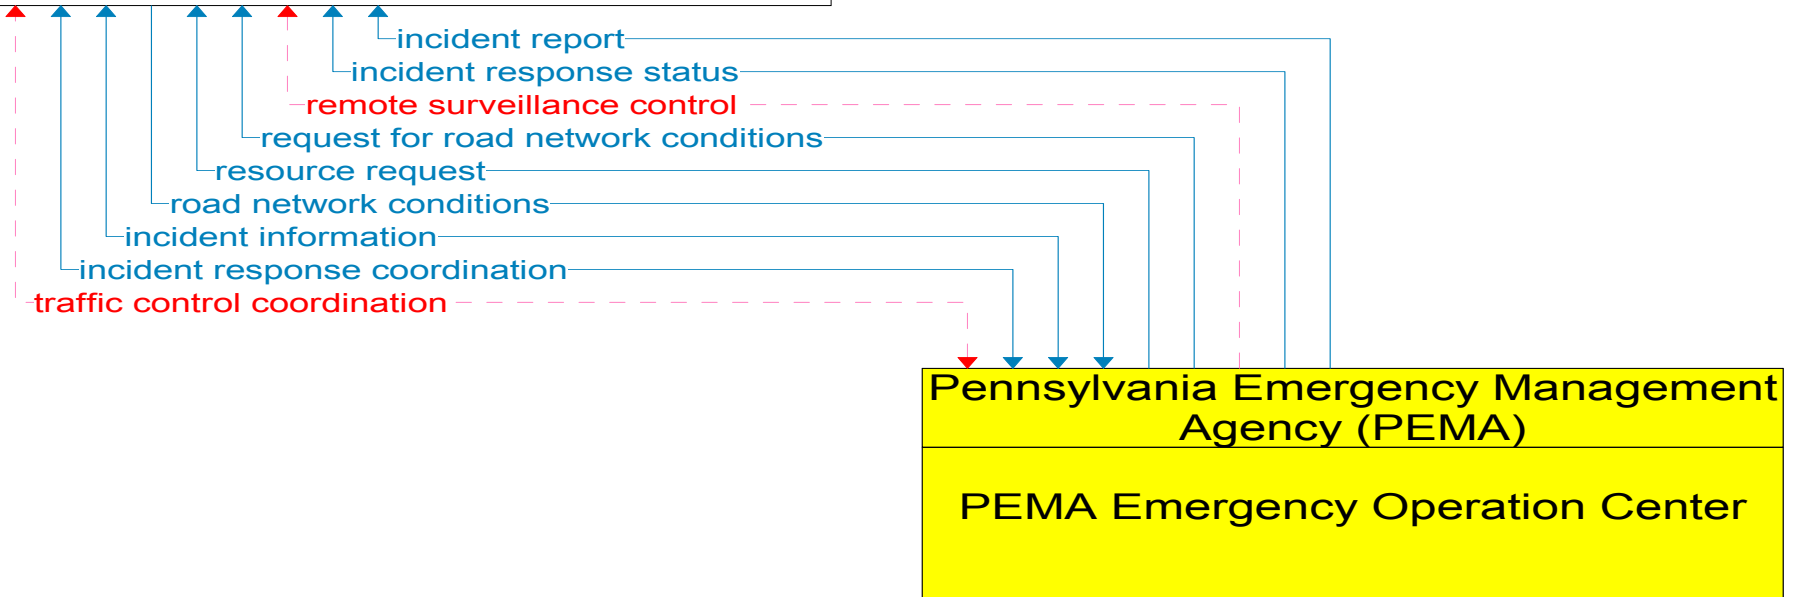 incident report
incident response status
remote surveillance control
request for road network conditions
resource request
road network conditions
incident information
incident response coordination
traffic control coordination
Pennsylvania Emergency Management
Agency (PEMA)
PEMA Emergency Operation Center